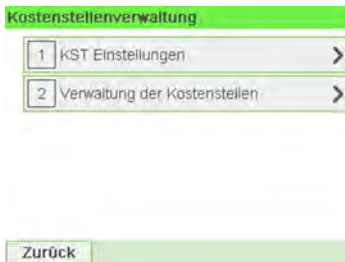 Kostenstellenverwaltung
1 KST Einstellungen
2 Verwaltung der Kostenstellen
Zurück